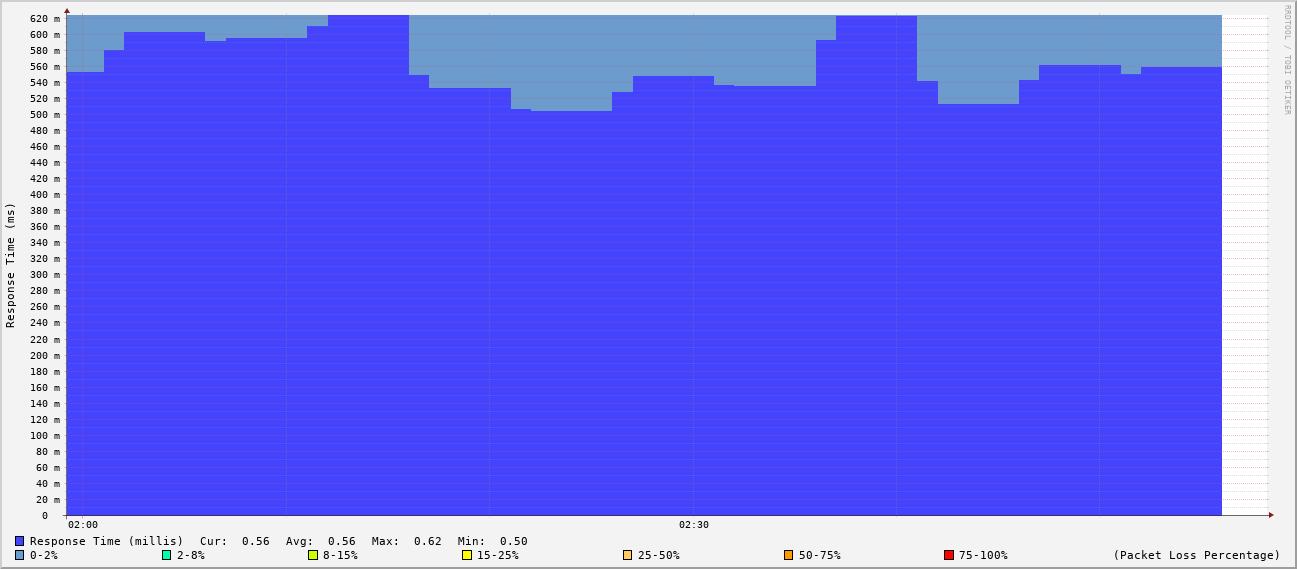 RRDTOOL / TOBI OETIKER
Response Time (ms)
620 m
600 m
580 m
560 m
540 m
520 m
500 m
480 m
460 m
440 m
420 m
400 m
380 m
360 m
340 m
320 m
300 m
280 m
260 m
240 m
220 m
200 m
180 m
160 m
140 m
120 m
100 m
80 m
60 m
40 m
20 m
0
02:00 02:30
Response Time (millis) Cur: 0.56 Avg: 0.56 Max: 0.62 Min: 0.50
0-2% 2-8% 8-15% 15-25% 25-50% 50-75% 75-100% (Packet Loss Percentage)